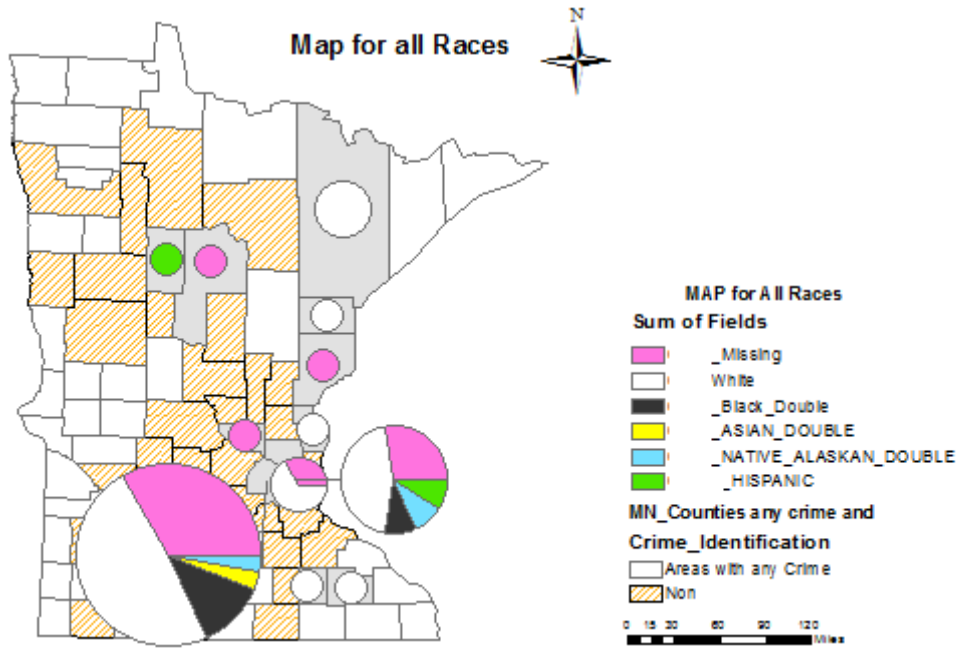 N
Map for all Races
MAP for All Races
Sum of Fields
_Missing
White
_Black_Double
_ASIAN_DOUBLE
_NATIVE_ALASKAN_DOUBLE
_HISPANIC
MN_Counties any crime and
Crime_Identification
Areas with any Crime
Non
0 15 30 60 90 120
Miles